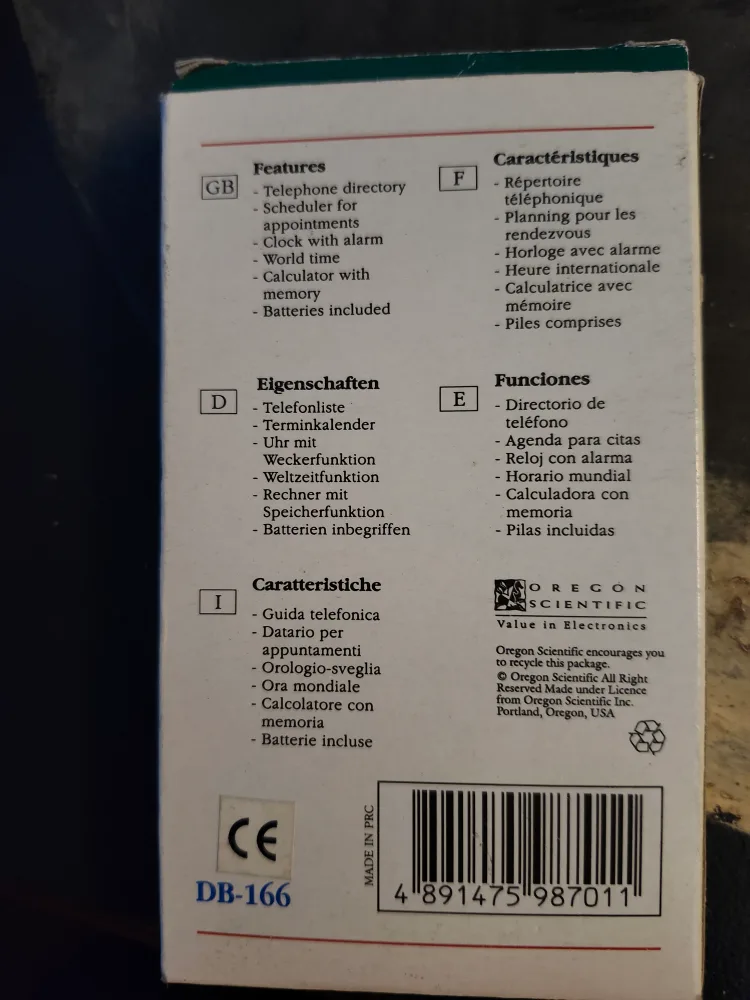 GB
Features
- Telephone directory
- Scheduler for
appointments
- Clock with alarm
- World time
- Calculator with
memory
- Batteries included
F
Caractéristiques
- Répertoire
téléphonique
- Planning pour les
rendezvous
- Horloge avec alarme
- Heure internationale
- Calculatrice avec
mémoire
- Piles comprises
D
Eigenschaften
- Telefonliste
- Terminkalender
- Uhr mit
Weckerfunktion
- Weltzeitfunktion
- Rechner mit
Speicherfunktion
- Batterien inbegriffen
E
Funciones
- Directorio de
teléfono
- Agenda para citas
- Reloj con alarma
- Horario mundial
- Calculadora con
memoria
- Pilas incluidas
I
Caratteristiche
- Guida telefonica
- Datario per
appuntamenti
- Orologio-sveglia
- Ora mondiale
- Calcolatore con
memoria
- Batterie incluse
OREGON
SCIENTIFIC
Value in Electronics
Oregon Scientific encourages you
to recycle this package.
© Oregon Scientific All Right
Reserved Made under Licence
from Oregon Scientific Inc.
Portland, Oregon, USA
CE
DB-166
MADE IN PRC
4 891475 987011